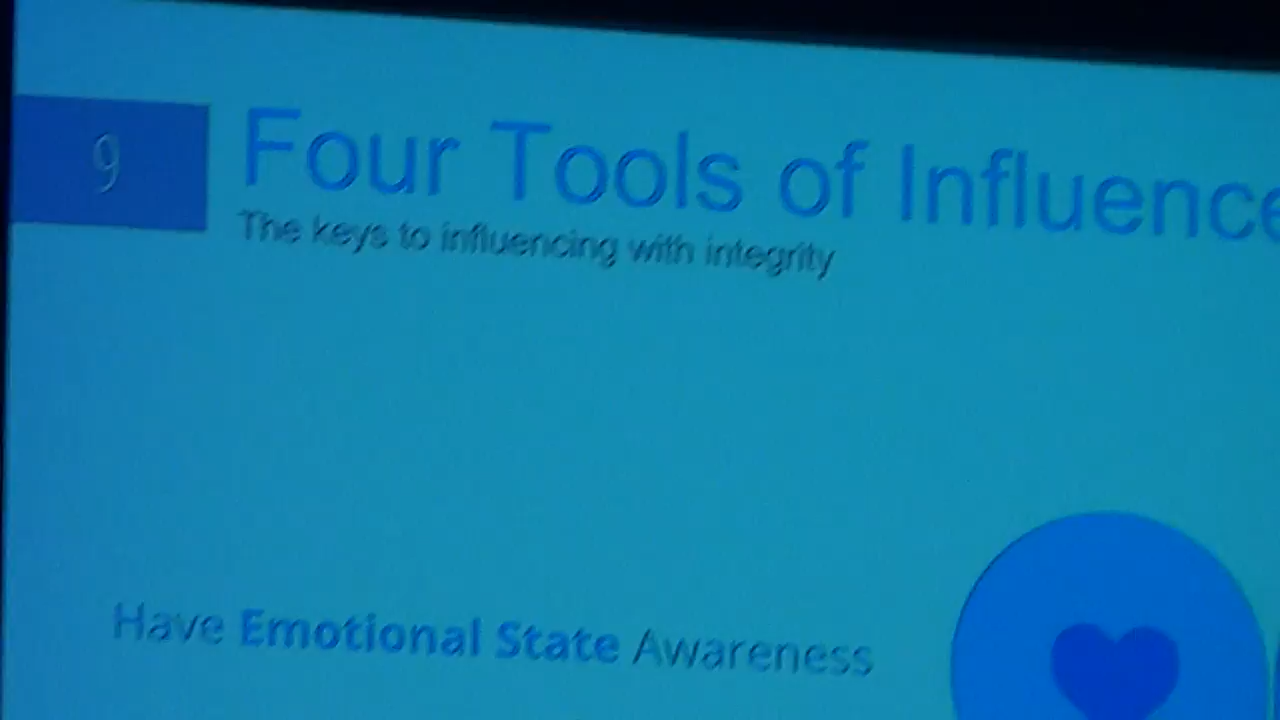 9
Four Tools of Influence
The keys to influencing with integrity
Have Emotional State Awareness